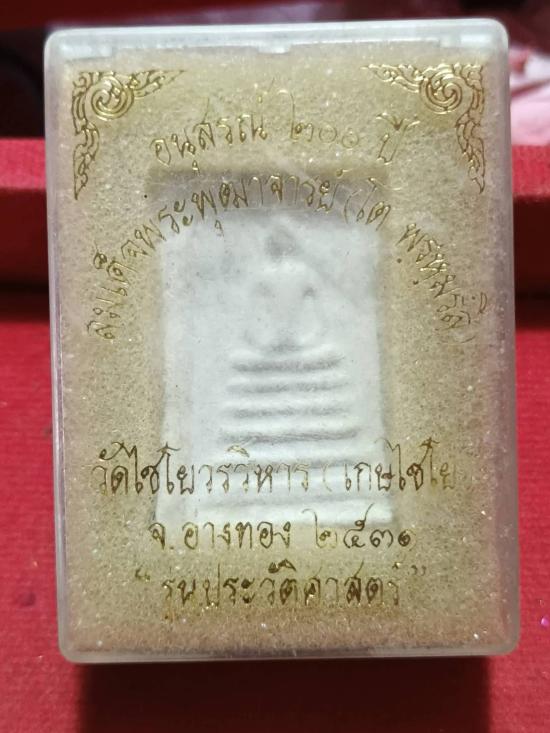 อนุสรณ์ ๒๐๐ ปี
สมเด็จพระพุฒาจารย์ (โต พฺรหฺมรํสี)
วัดไชโยวรวิหาร (เกษไชโย
จ.อ่างทอง ๒๕๓๑
"รุ่นประวัติศาสตร์"